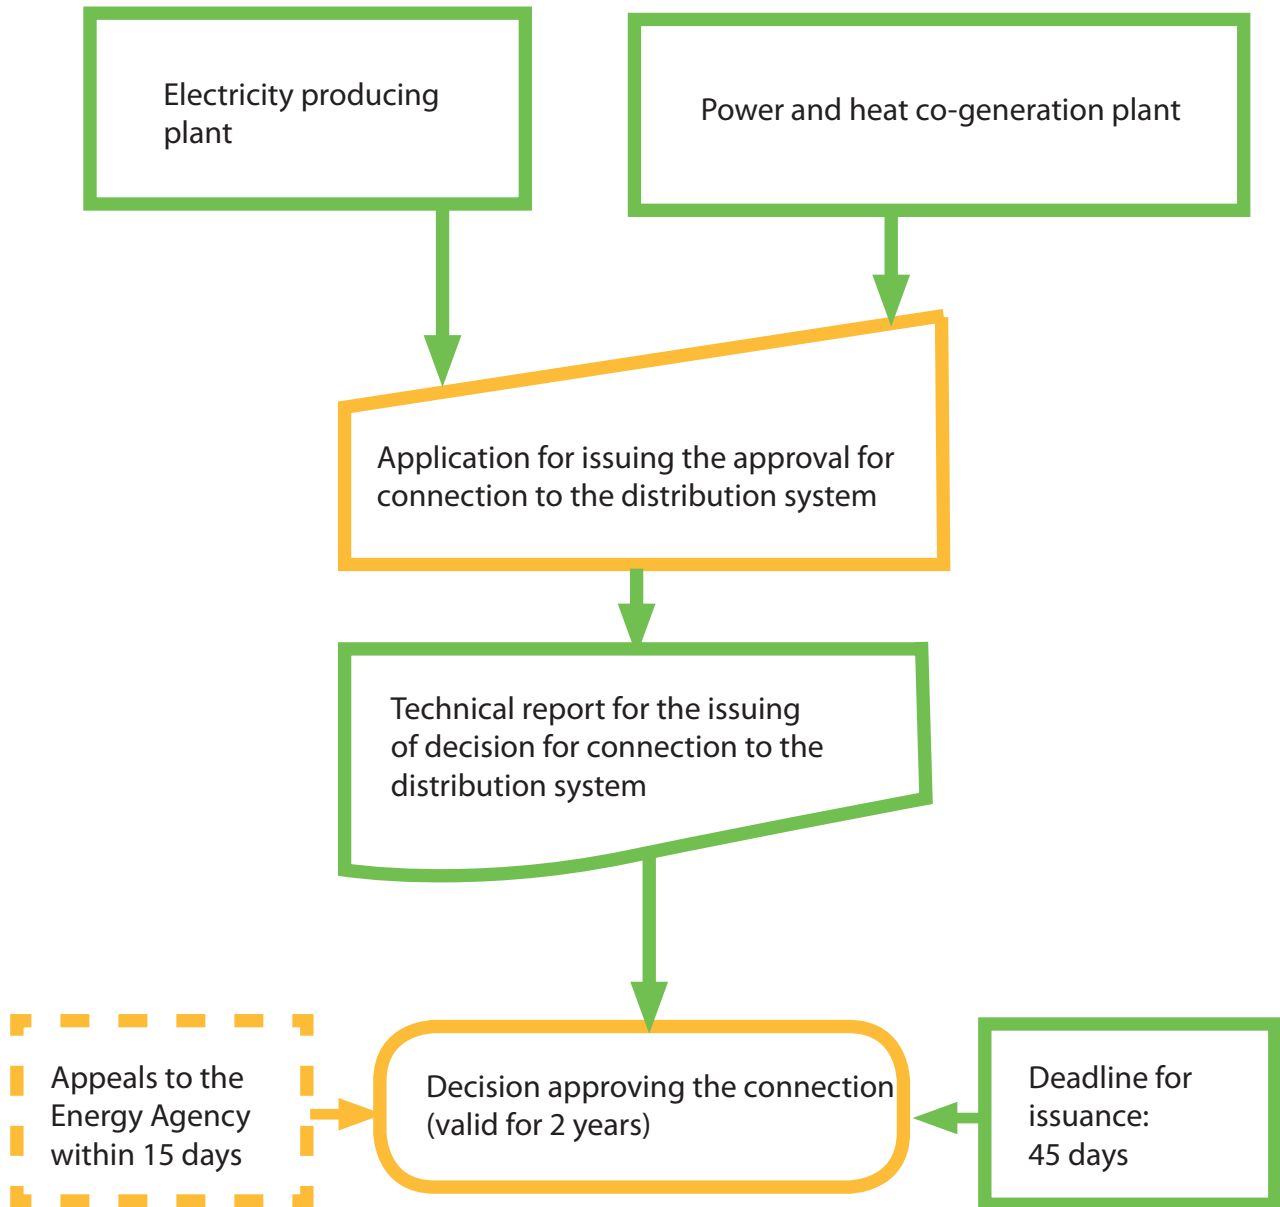 Electricity producing
plant
Power and heat co-generation plant
Application for issuing the approval for
connection to the distribution system
Technical report for the issuing
of decision for connection to the
distribution system
Appeals to the
Energy Agency
within 15 days
Decision approving the connection
(valid for 2 years)
Deadline for
issuance:
45 days